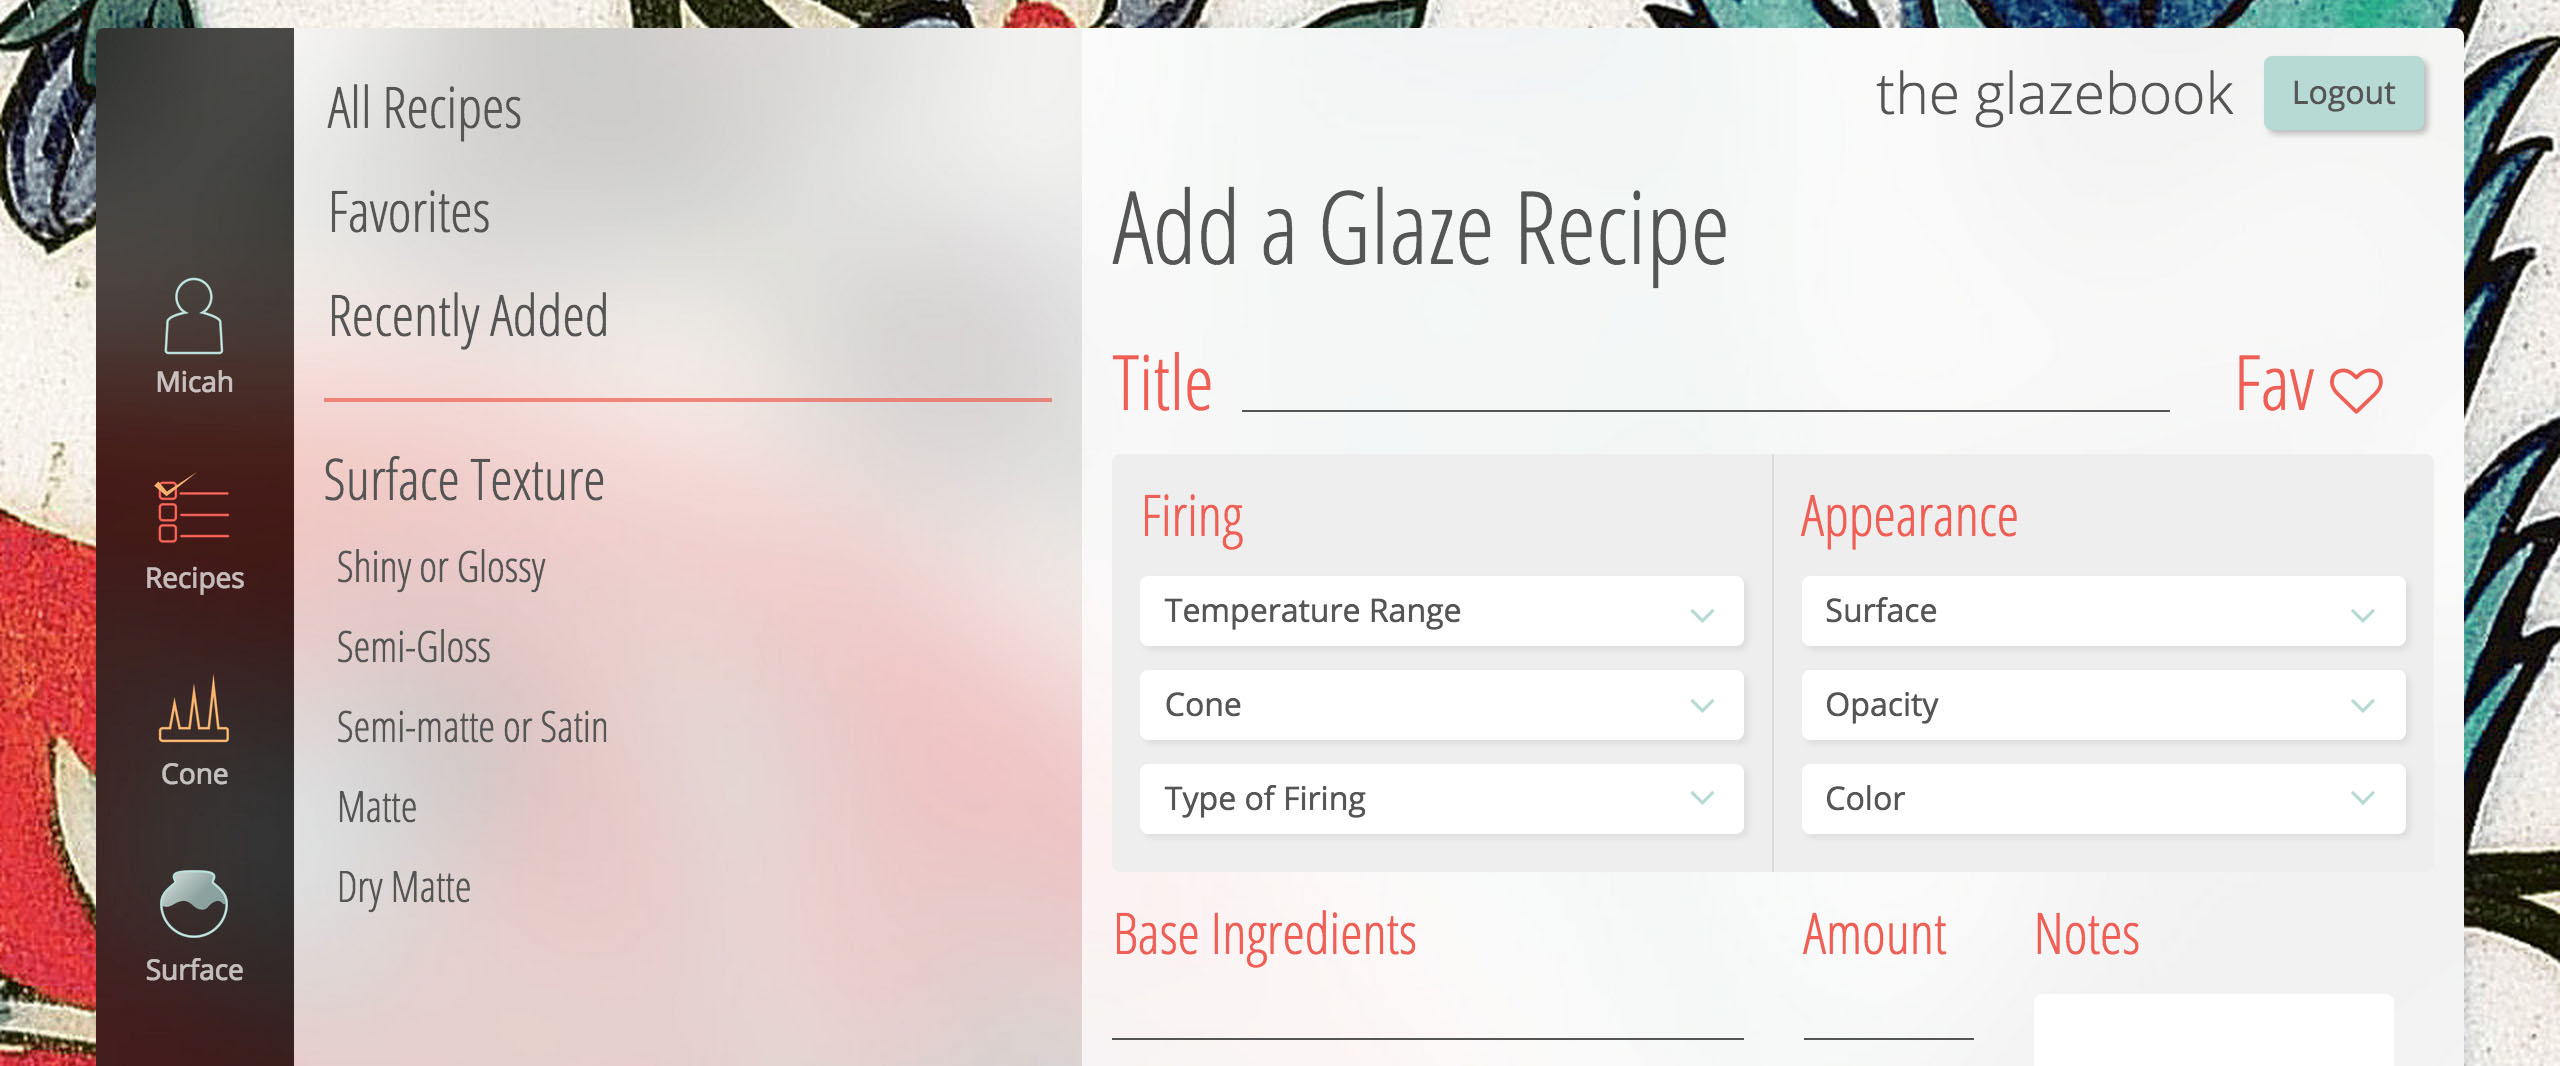 Micah
Recipes
Cone
Surface
All Recipes
Favorites
Recently Added
Surface Texture
Shiny or Glossy
Semi-Gloss
Semi-matte or Satin
Matte
Dry Matte
the glazebook
Logout
Add a Glaze Recipe
Title
Fav
Firing
Temperature Range
Cone
Type of Firing
Appearance
Surface
Opacity
Color
Base Ingredients
Amount
Notes